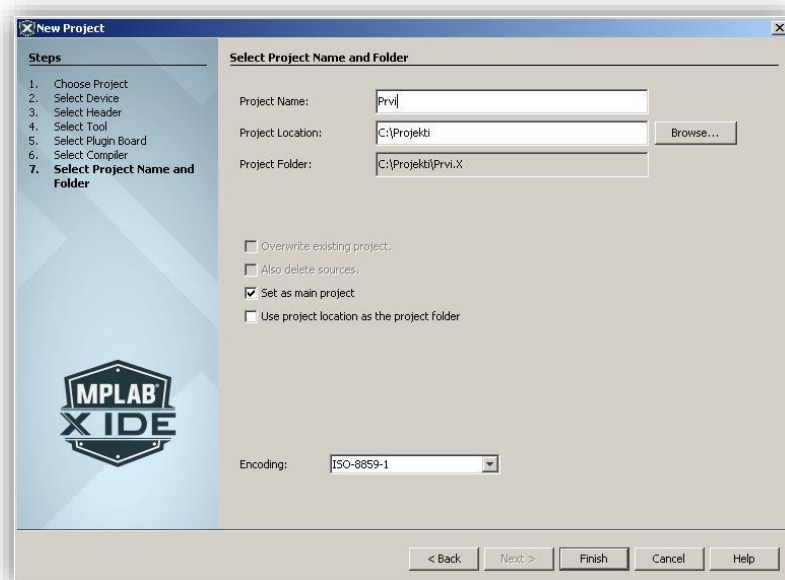 New Project
Steps
1. Choose Project
2. Select Device
3. Select Header
4. Select Tool
5. Select Plugin Board
6. Select Compiler
7. Select Project Name and
Folder
Select Project Name and Folder
Project Name: Prvi
Project Location: C:\Projekti Browse...
Project Folder: C:\Projekti\Prvi.X
Overwrite existing project.
Also delete sources.
Set as main project
Use project location as the project folder
MPLAB®
X IDE
Encoding: ISO-8859-1
< Back Next > Finish Cancel Help